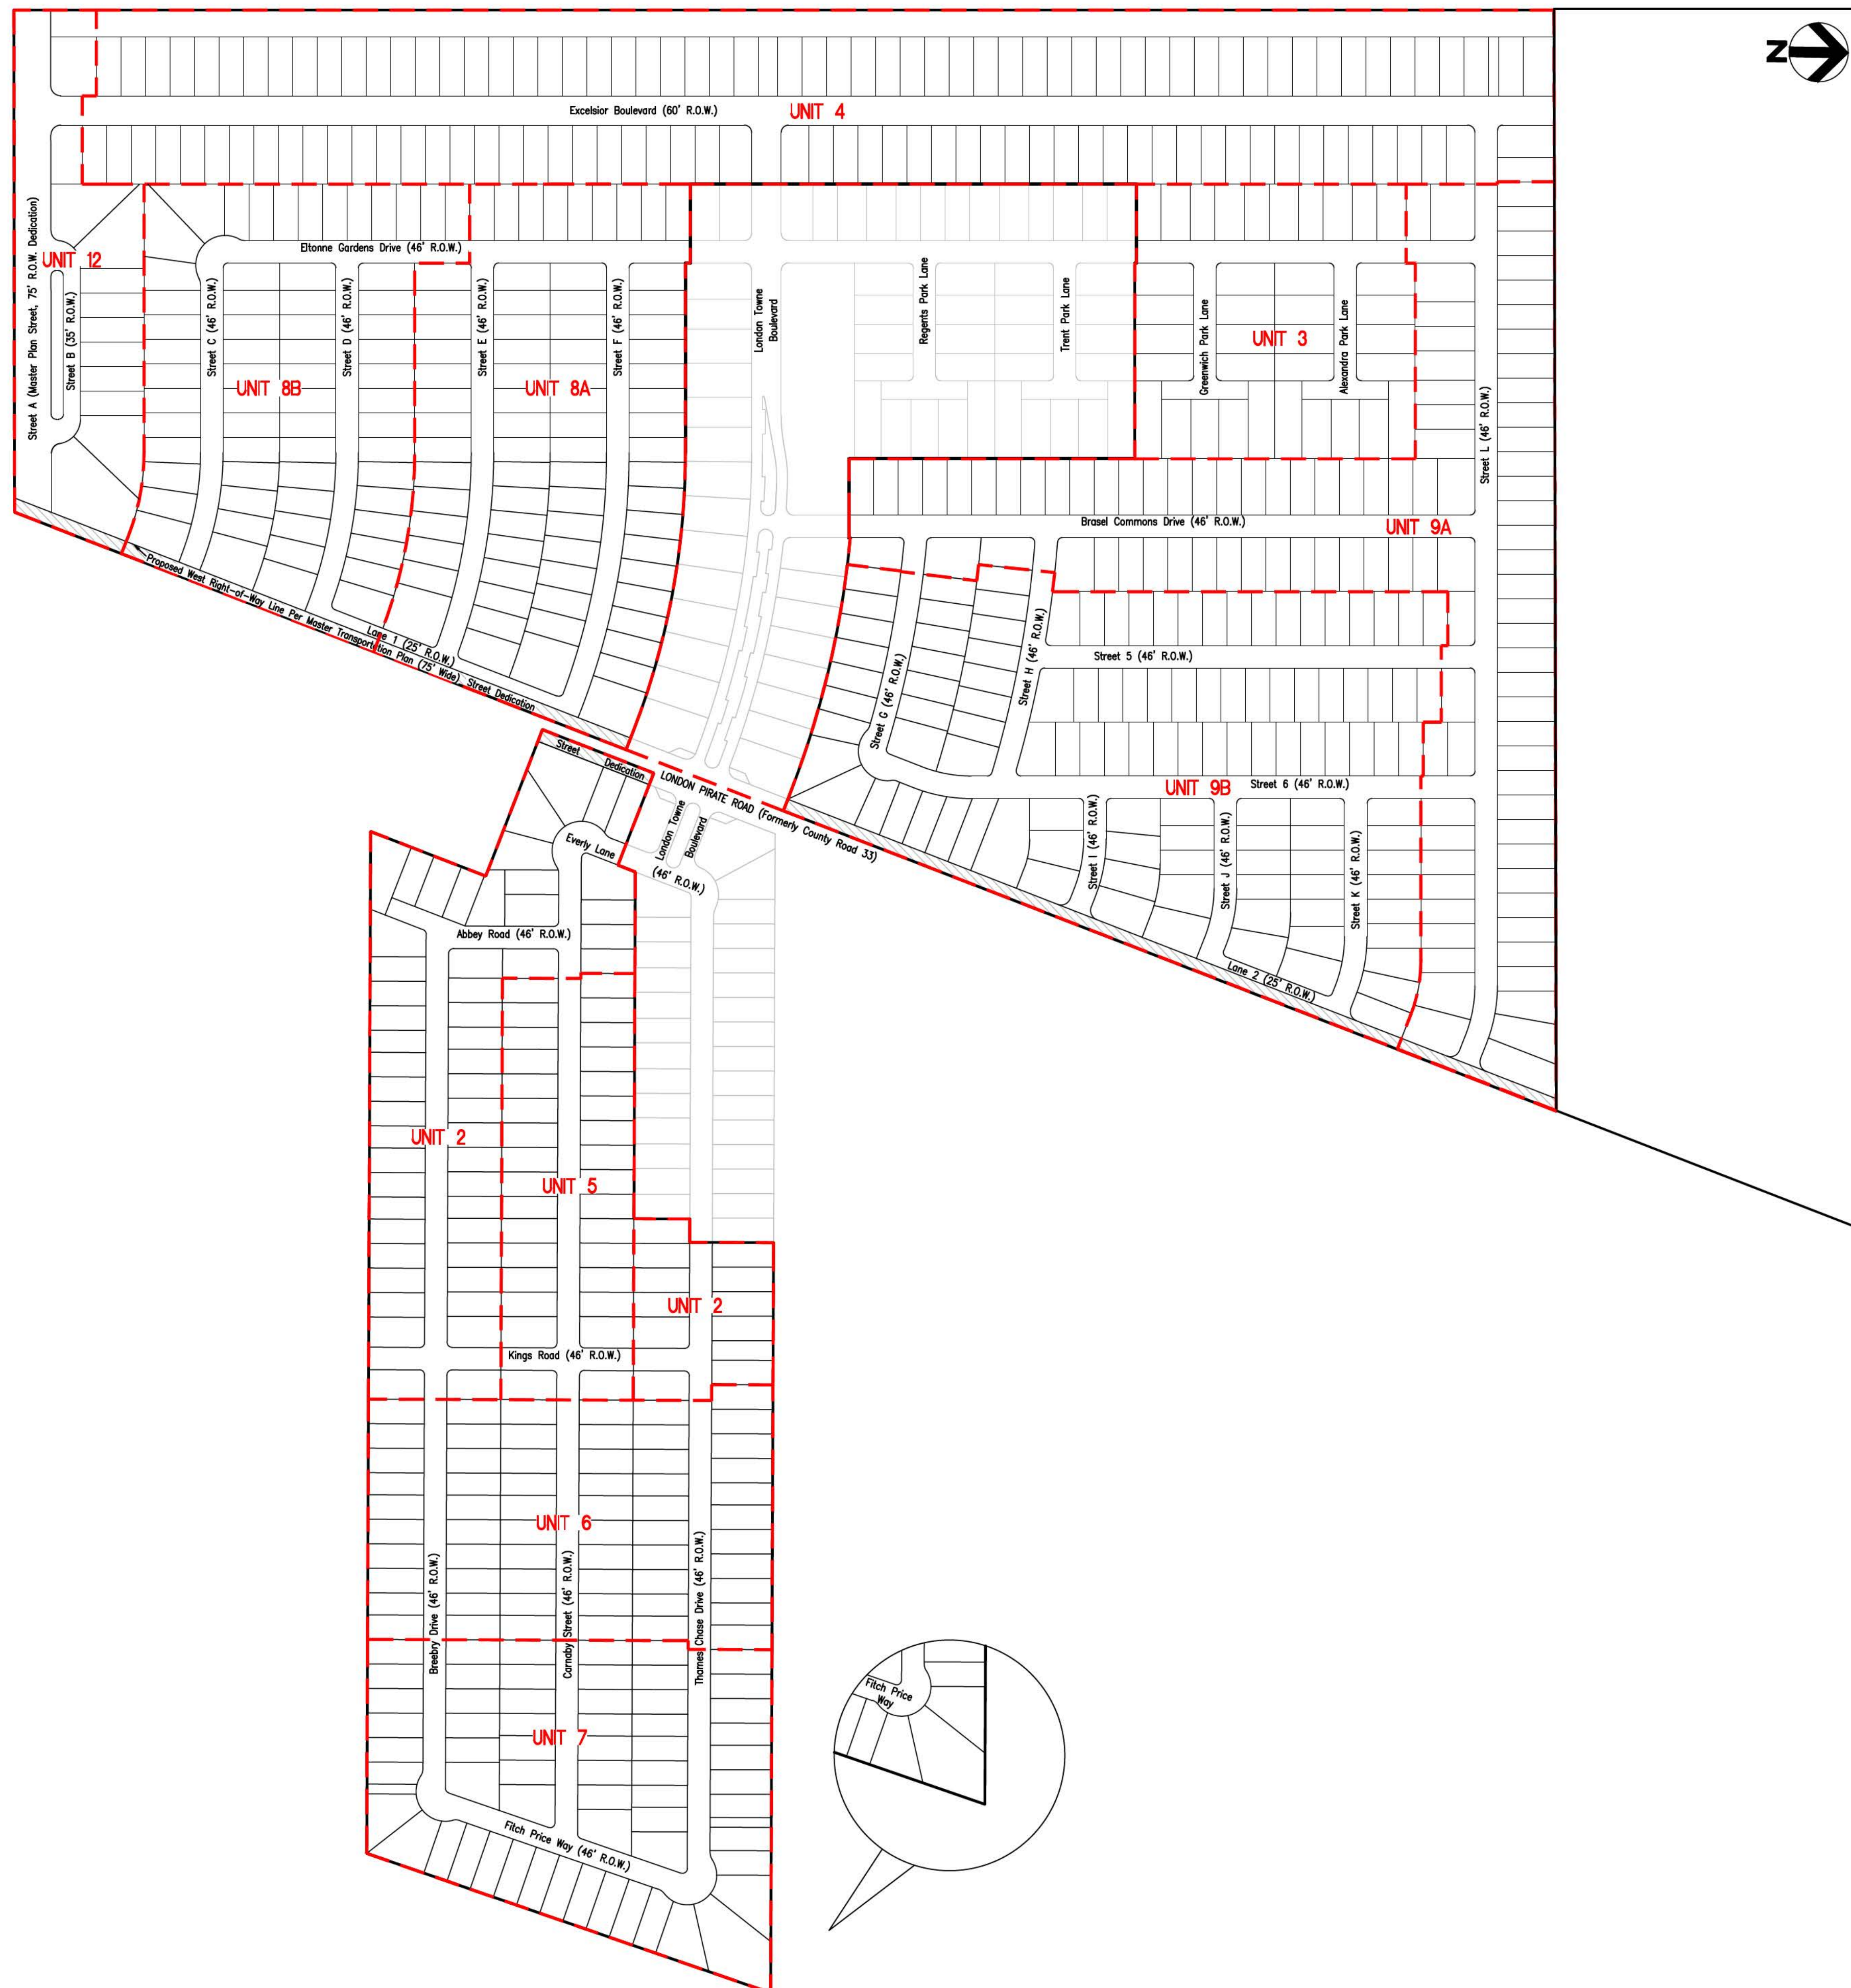 N
Excelsior Boulevard (60' R.O.W.)
UNIT 4
Street A (Master Plan Street, 75' R.O.W. Dedication)
UNIT 12
Street B (35' R.O.W.)
Eltonne Gardens Drive (46' R.O.W.)
Street C (46' R.O.W.)
Street D (46' R.O.W.)
Street E (46' R.O.W.)
Street F (46' R.O.W.)
UNIT 8B
UNIT 8A
London Towne
Boulevard
Regents Park Lane
Trent Park Lane
Greenwich Park Lane
UNIT 3
Alexandra Park Lane
Street L (46' R.O.W.)
Brasel Commons Drive (46' R.O.W.)
UNIT 9A
Proposed West Right-of-Way Line Per Master Transportation Plan (75' Wide) Street Dedication
Lane 1 (25' R.O.W.)
Street G (46' R.O.W.)
Street H (46' R.O.W.)
Street 5 (46' R.O.W.)
UNIT 9B
Street 6 (46' R.O.W.)
Street Dedication
LONDON PIRATE ROAD (Formerly County Road 33)
London Towne
Boulevard
(46' R.O.W.)
Everly Lane
Street I (46' R.O.W.)
Street J (46' R.O.W.)
Street K (46' R.O.W.)
Lane 2 (25' R.O.W.)
Abbey Road (46' R.O.W.)
UNIT 2
UNIT 5
UNIT 2
Kings Road (46' R.O.W.)
UNIT 6
Breebry Drive (46' R.O.W.)
Carnaby Street (46' R.O.W.)
Thames Chase Drive (46' R.O.W.)
UNIT 7
Fitch Price Way (46' R.O.W.)
Fitch Price
Way